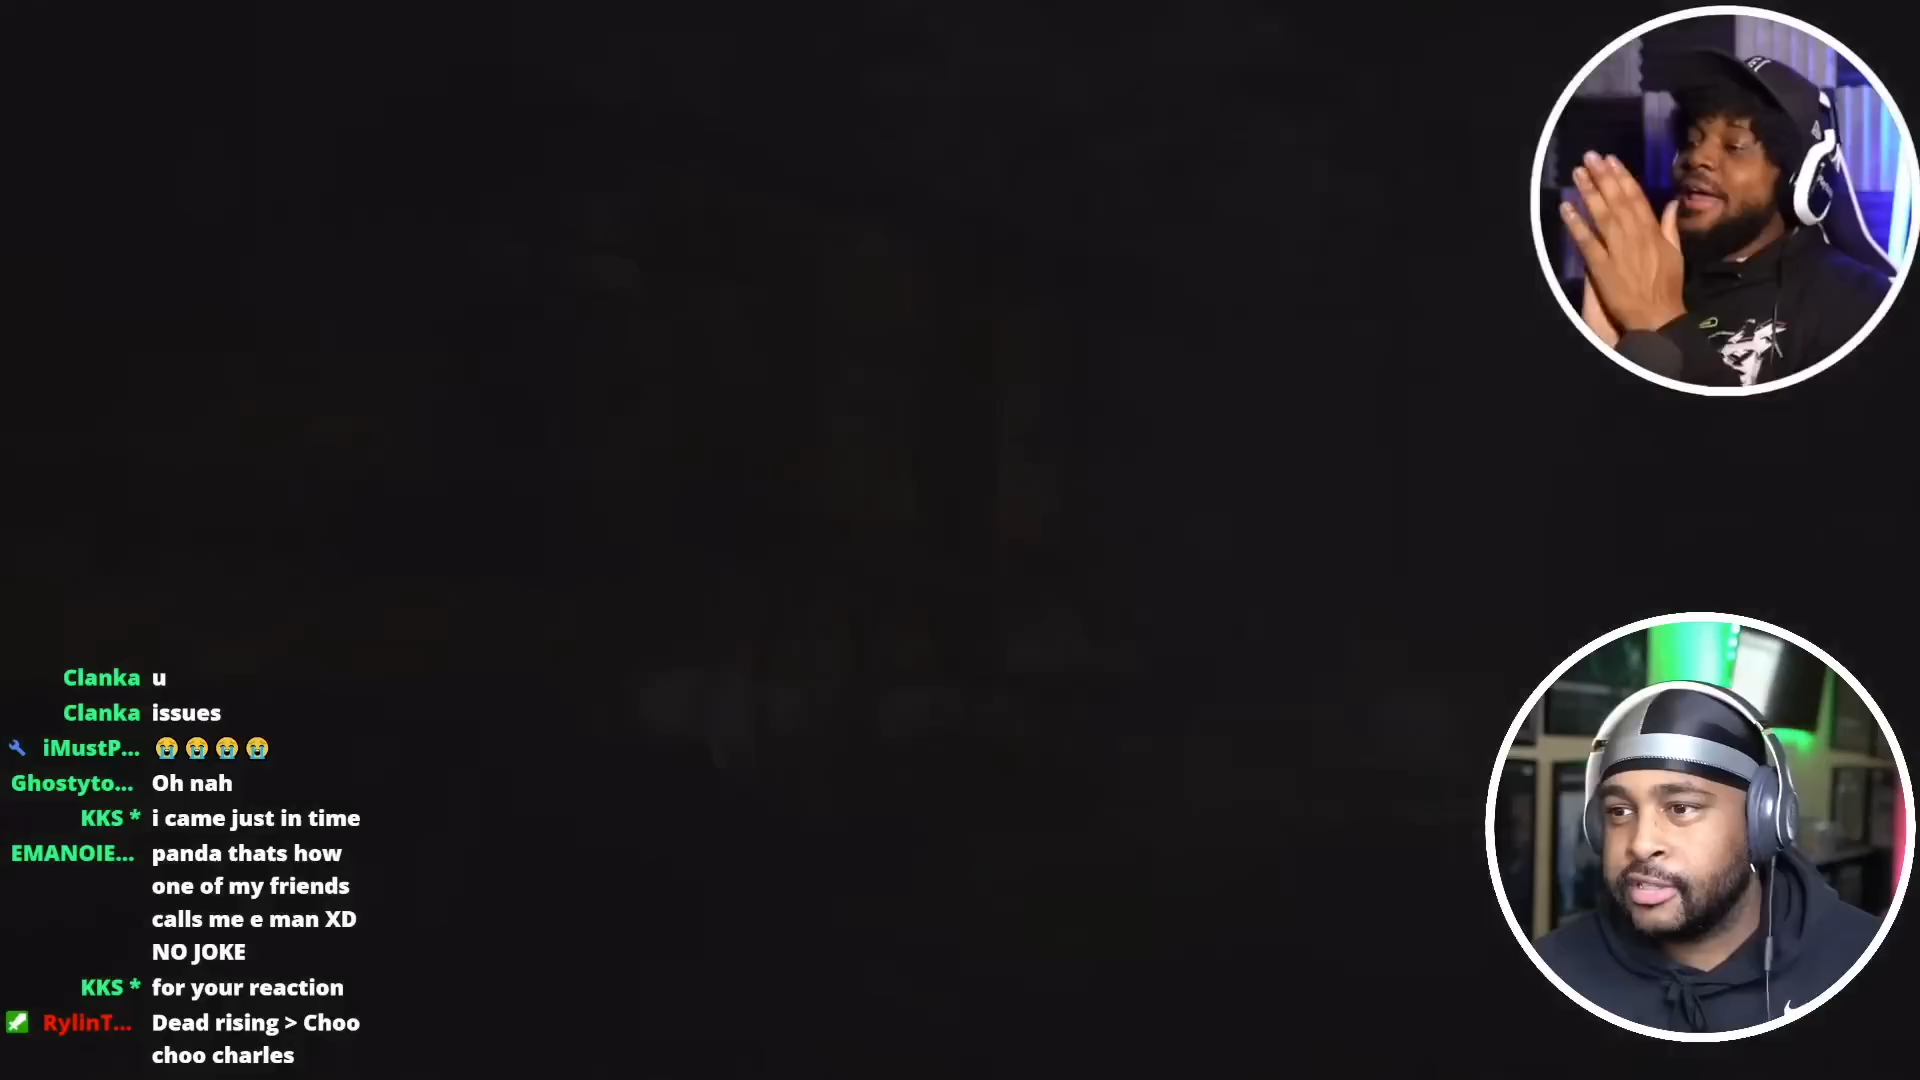 Clanka u
Clanka issues
iMustP... 😭😭😭😭
Ghostyto... Oh nah
KKS * i came just in time
EMANOIE... panda thats how
one of my friends
calls me e man XD
NO JOKE
KKS * for your reaction
RylinT... Dead rising > Choo
choo charles